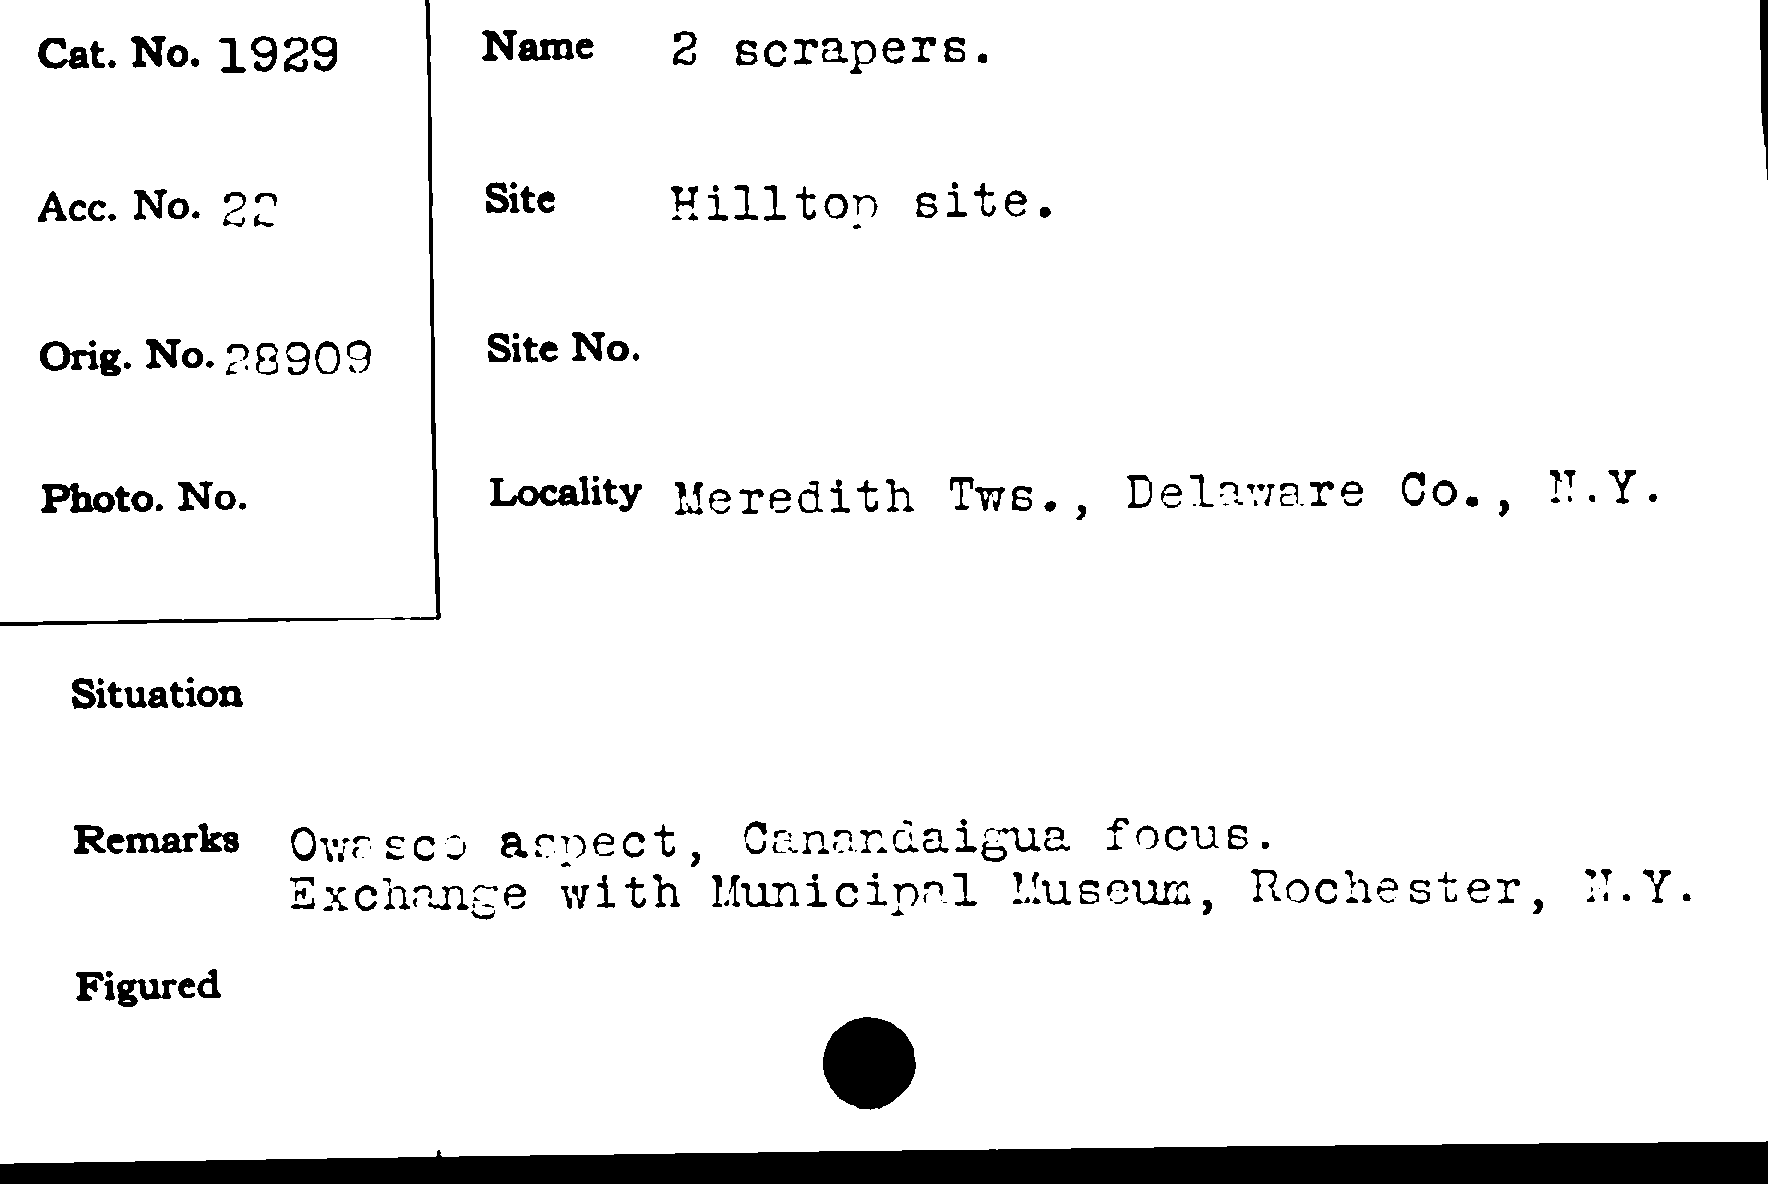 Cat. No. 1929
Name 2 scrapers.
Acc. No. 22
Site Hilltop site.
Orig. No. 28909
Site No.
Photo. No.
Locality Meredith Tws., Delaware Co., N.Y.
Situation
Remarks Owasco aspect, Canandaigua focus.
Exchange with Municipal Museum, Rochester, N.Y.
Figured